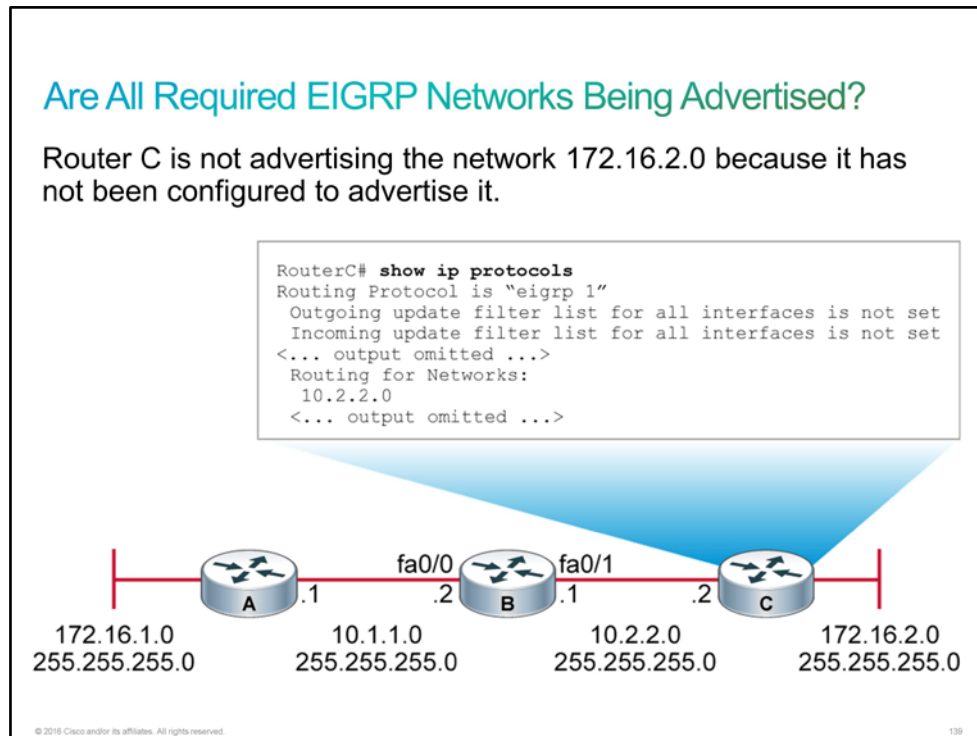 Are All Required EIGRP Networks Being Advertised?
Router C is not advertising the network 172.16.2.0 because it has
not been configured to advertise it.
RouterC# show ip protocols
Routing Protocol is “eigrp 1”
Outgoing update filter list for all interfaces is not set
Incoming update filter list for all interfaces is not set
<... output omitted ...>
Routing for Networks:
10.2.2.0
<... output omitted ...>
fa0/0 fa0/1
A .1 .2 B .1 .2 C
172.16.1.0 10.1.1.0 10.2.2.0 172.16.2.0
255.255.255.0 255.255.255.0 255.255.255.0 255.255.255.0
© 2016 Cisco and/or its affiliates. All rights reserved. 139